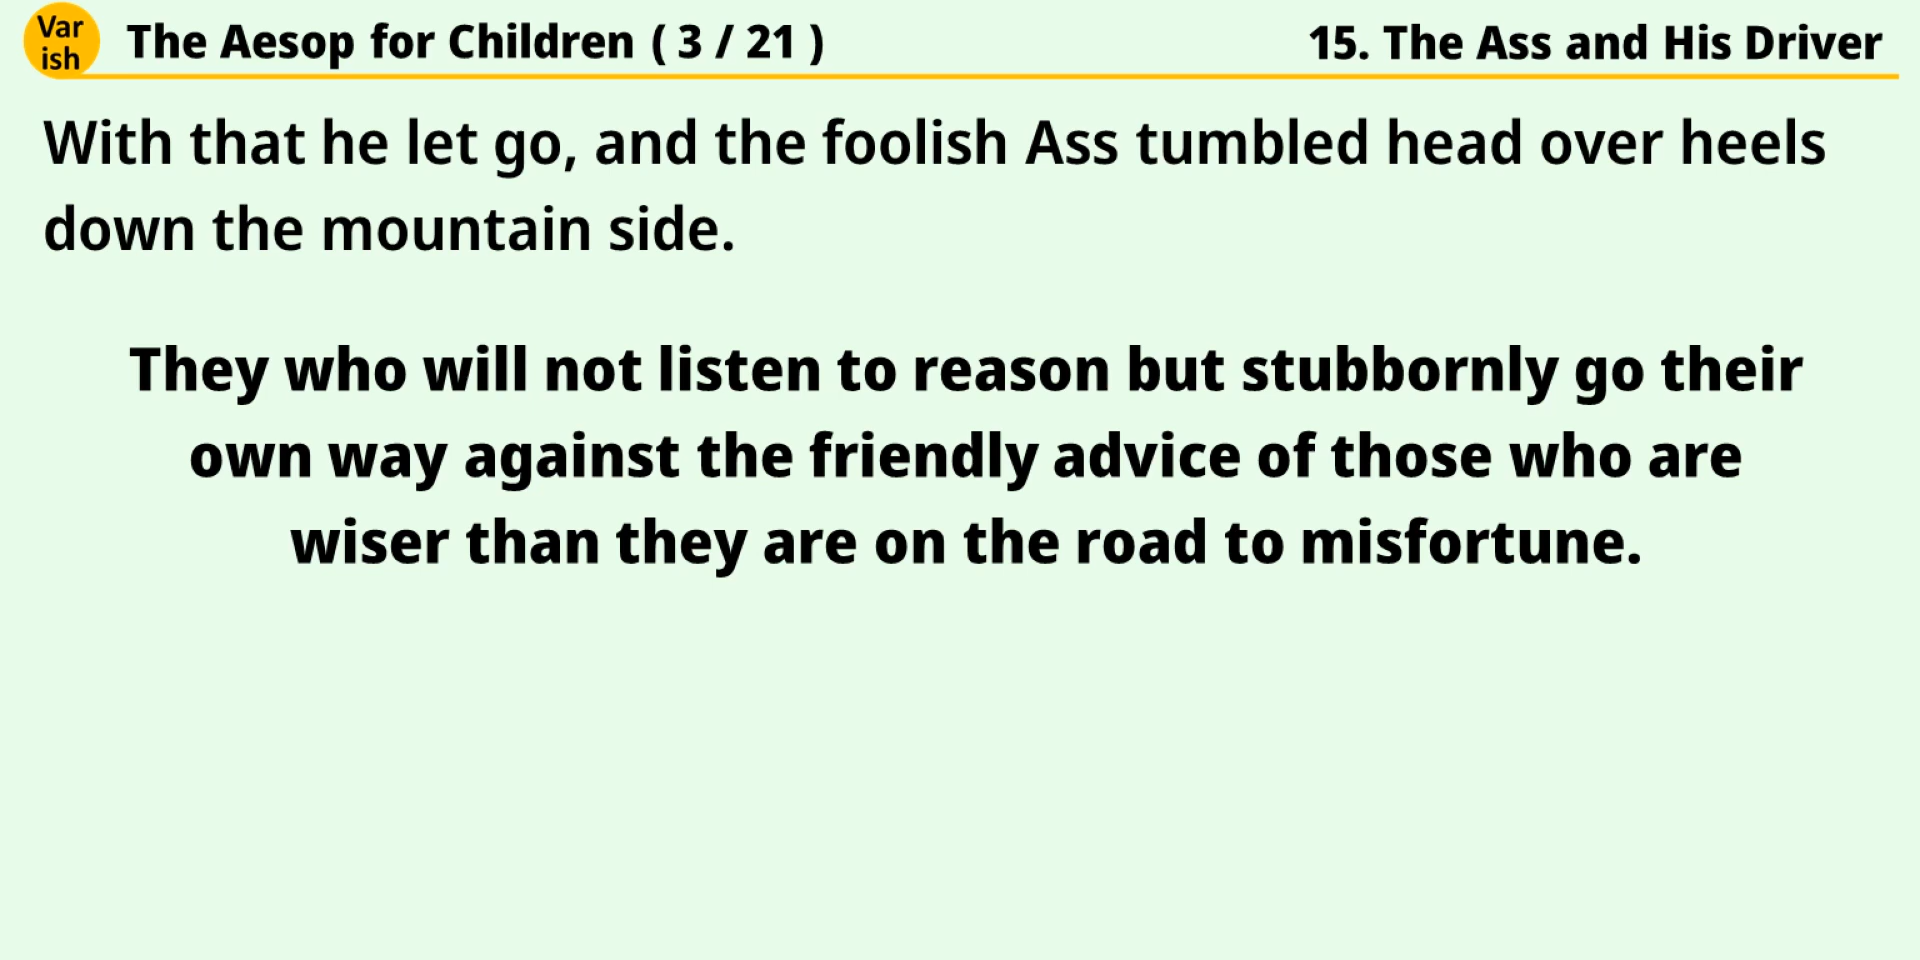 Var
ish
The Aesop for Children ( 3 / 21 )
15. The Ass and His Driver
With that he let go, and the foolish Ass tumbled head over heels
down the mountain side.
They who will not listen to reason but stubbornly go their
own way against the friendly advice of those who are
wiser than they are on the road to misfortune.